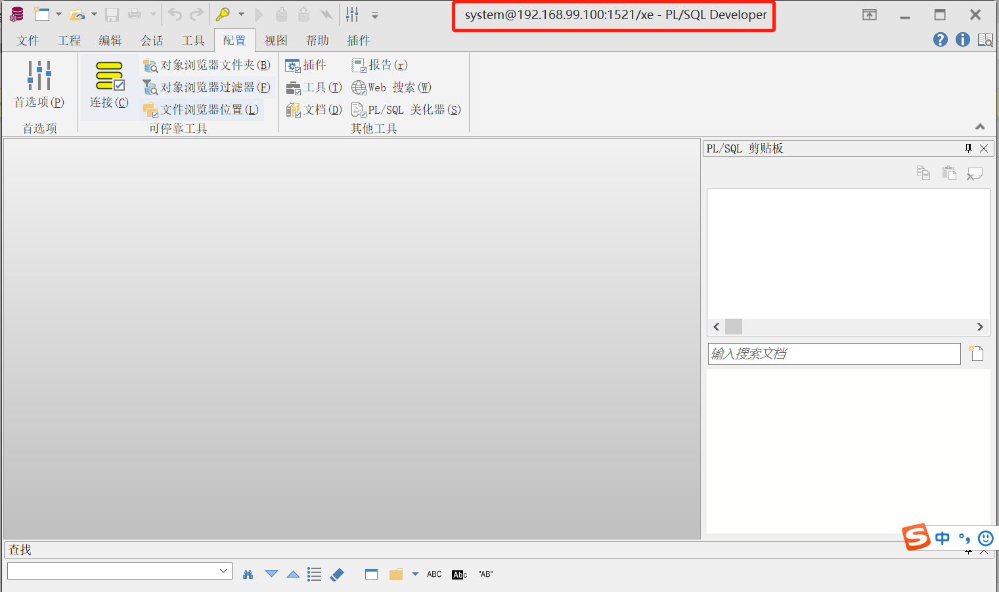 system@192.168.99.100:1521/xe - PL/SQL Developer
文件 工程 编辑 会话 工具 配置 视图 帮助 插件
首选项(P)
首选项
连接(C)
对象浏览器文件夹(B)
对象浏览器过滤器(F)
文件浏览器位置(L)
可停靠工具
插件 报告(r)
工具(T) Web 搜索(W)
文档(D) PL/SQL 美化器(S)
其他工具
PL/SQL 剪贴板
输入搜索文档
S 中 °,
查找
ABC Abc "AB"